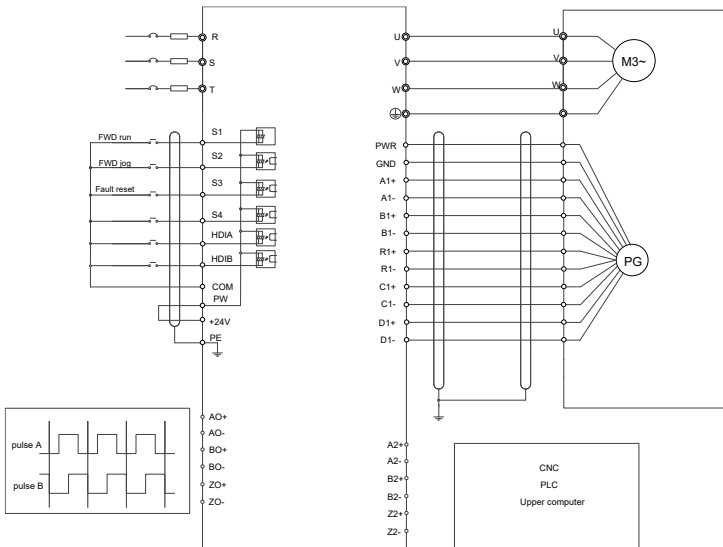 R
S
T
U
V
W
U
V
W
M3~
S1
FWD run
S2
FWD jog
S3
Fault reset
S4
HDIA
HDIB
COM
PW
+24V
PE
PWR
GND
A1+
A1-
B1+
B1-
R1+
R1-
C1+
C1-
D1+
D1-
PG
pulse A
pulse B
AO+
AO-
BO+
BO-
ZO+
ZO-
A2+
A2-
B2+
B2-
Z2+
Z2-
CNC
PLC
Upper computer